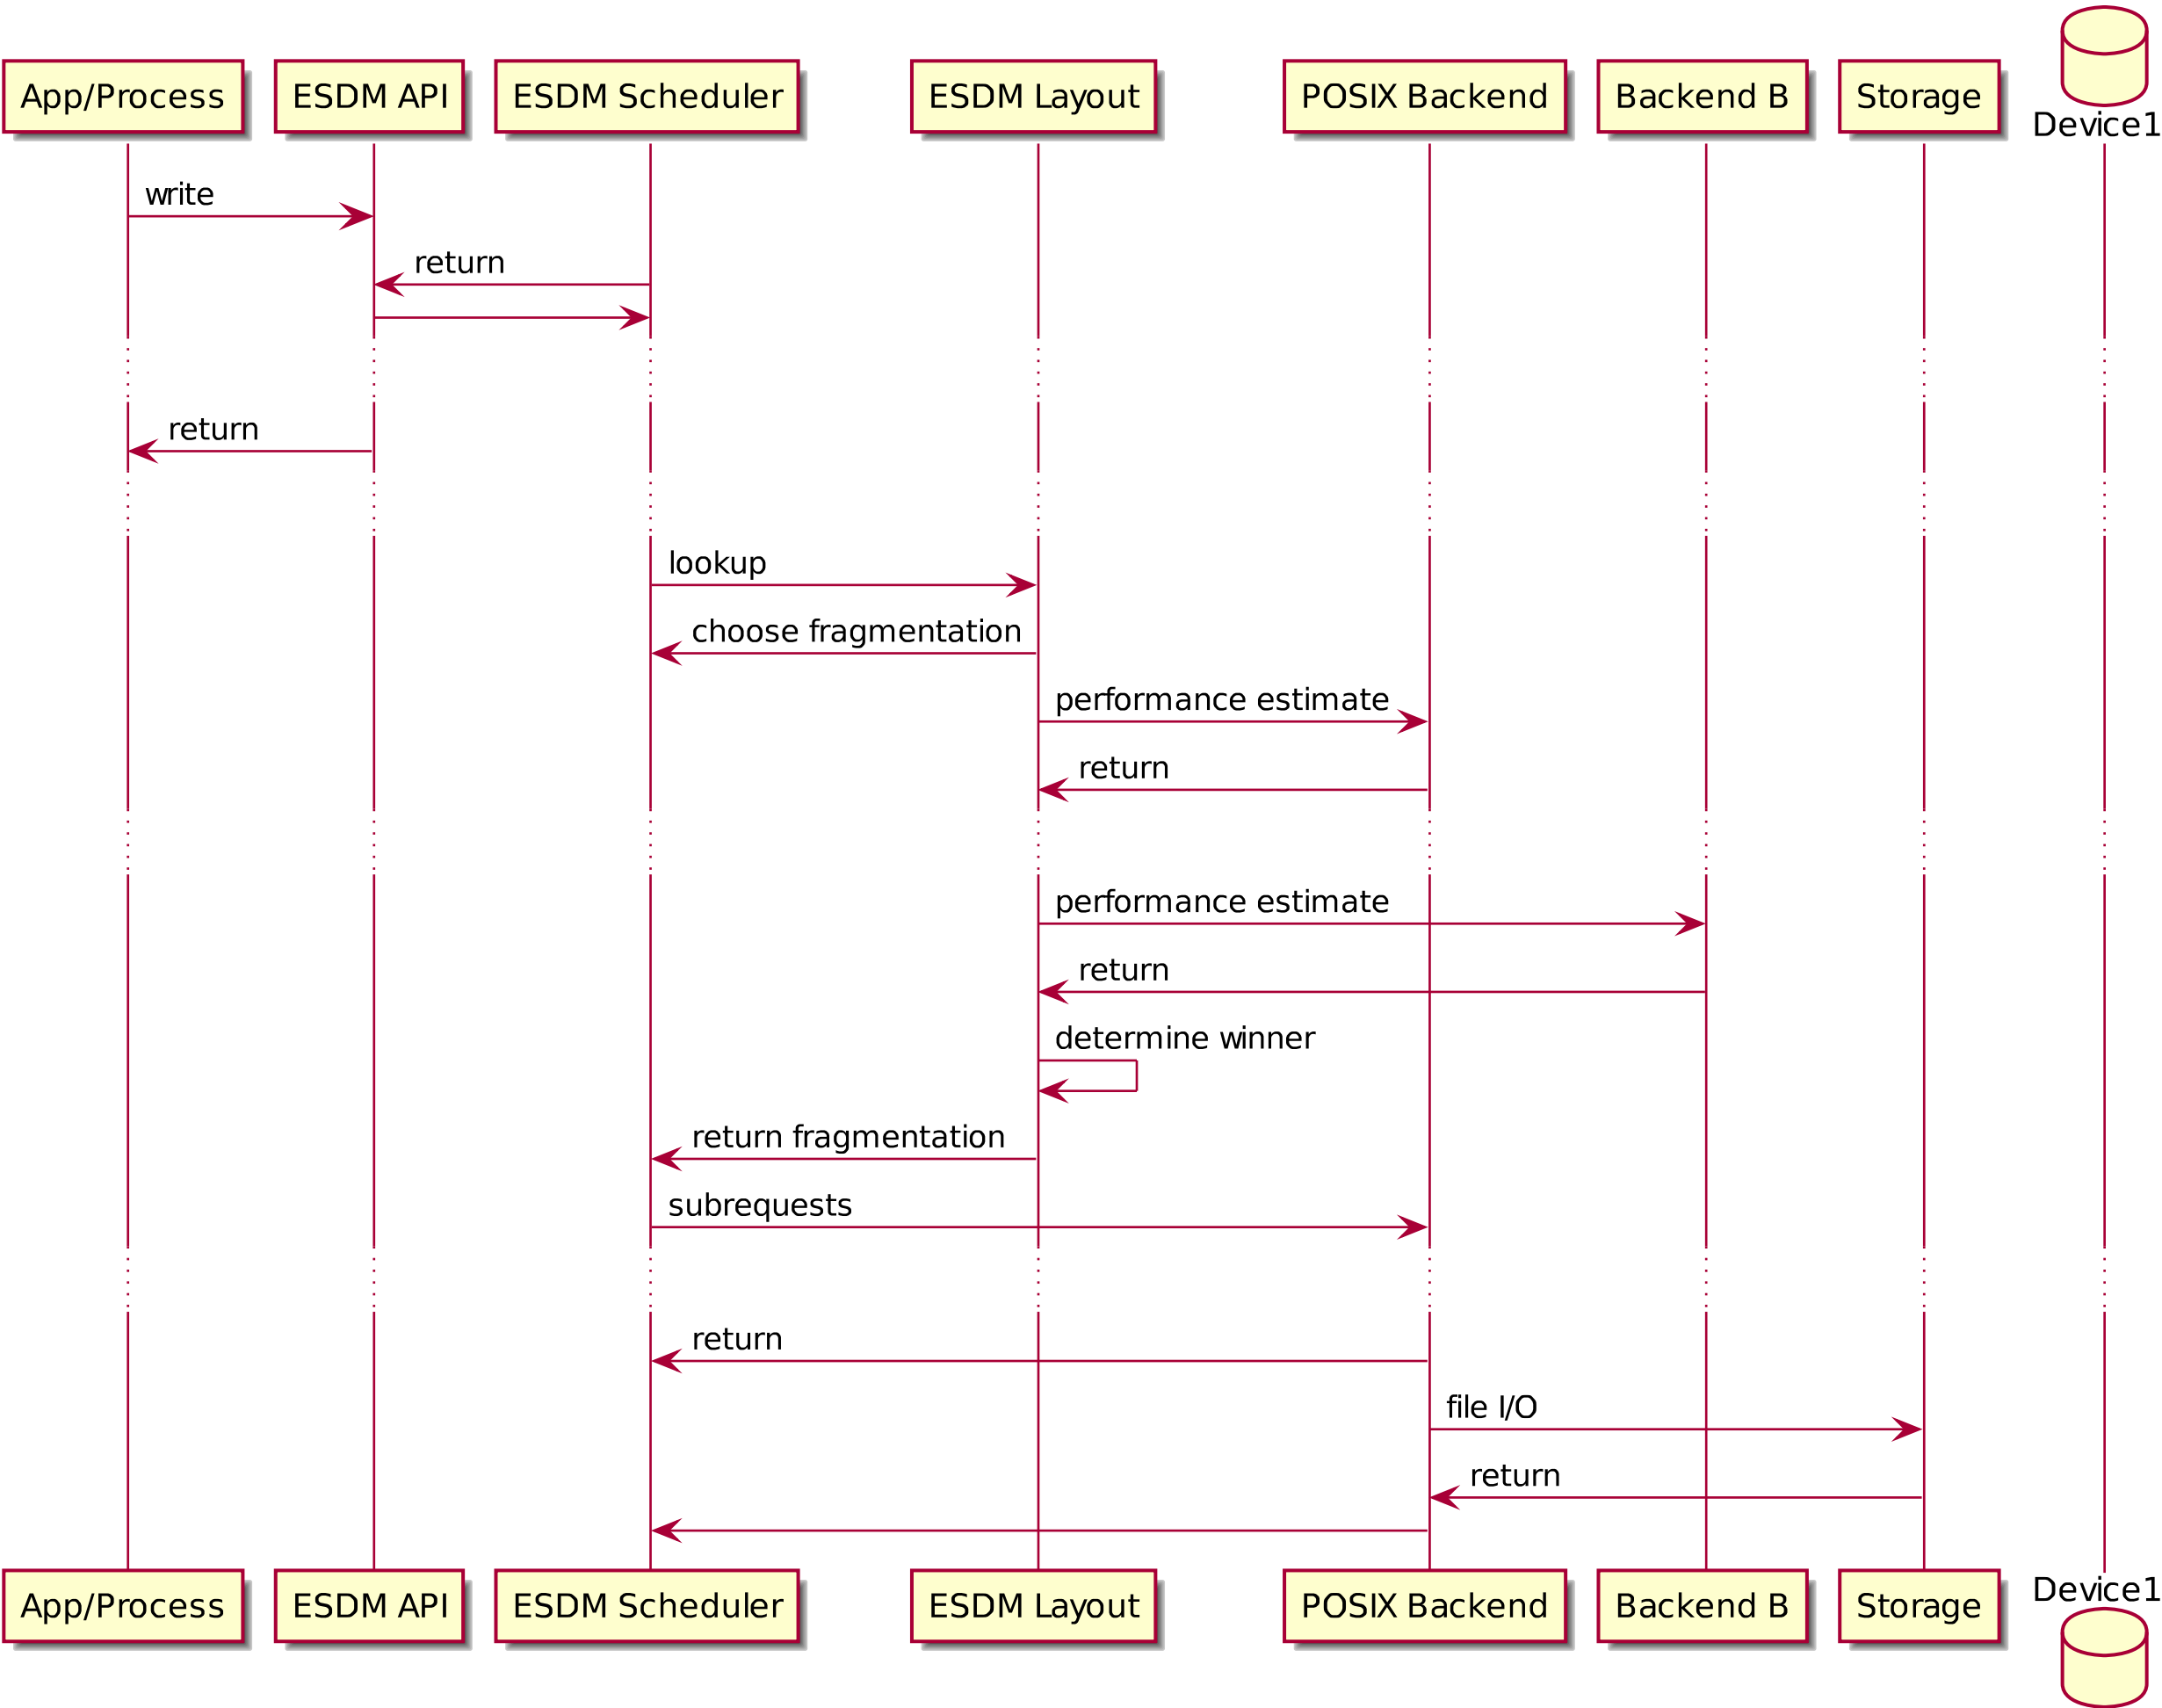 App/Process
ESDM API
ESDM Scheduler
ESDM Layout
POSIX Backend
Backend B
Storage
Device1
write
return
return
lookup
choose fragmentation
performance estimate
return
performance estimate
return
determine winner
return fragmentation
subrequests
return
file I/O
return
App/Process
ESDM API
ESDM Scheduler
ESDM Layout
POSIX Backend
Backend B
Storage
Device1